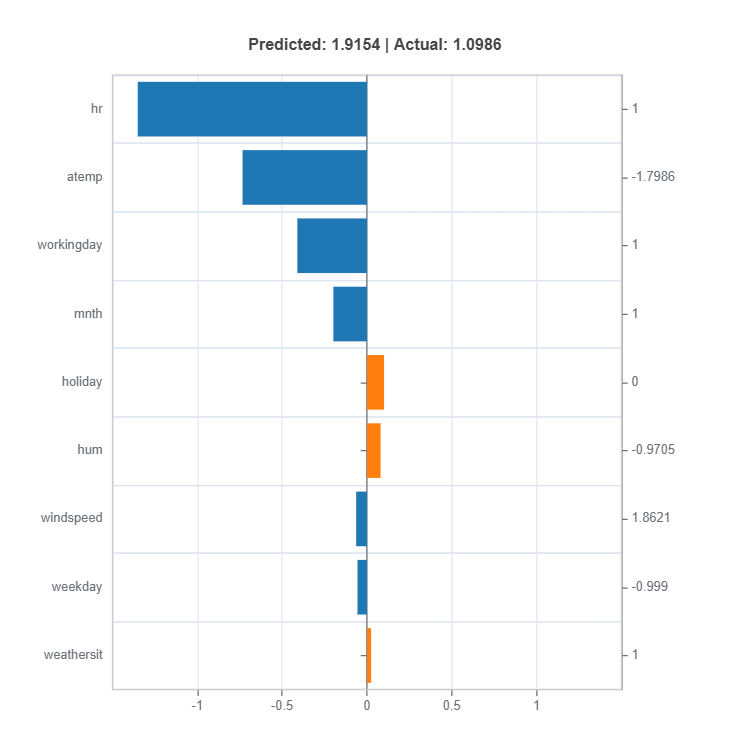 Predicted: 1.9154 | Actual: 1.0986
hr 1
atemp -1.7986
workingday 1
mnth 1
holiday 0
hum -0.9705
windspeed 1.8621
weekday -0.999
weathersit 1
-1 -0.5 0 0.5 1